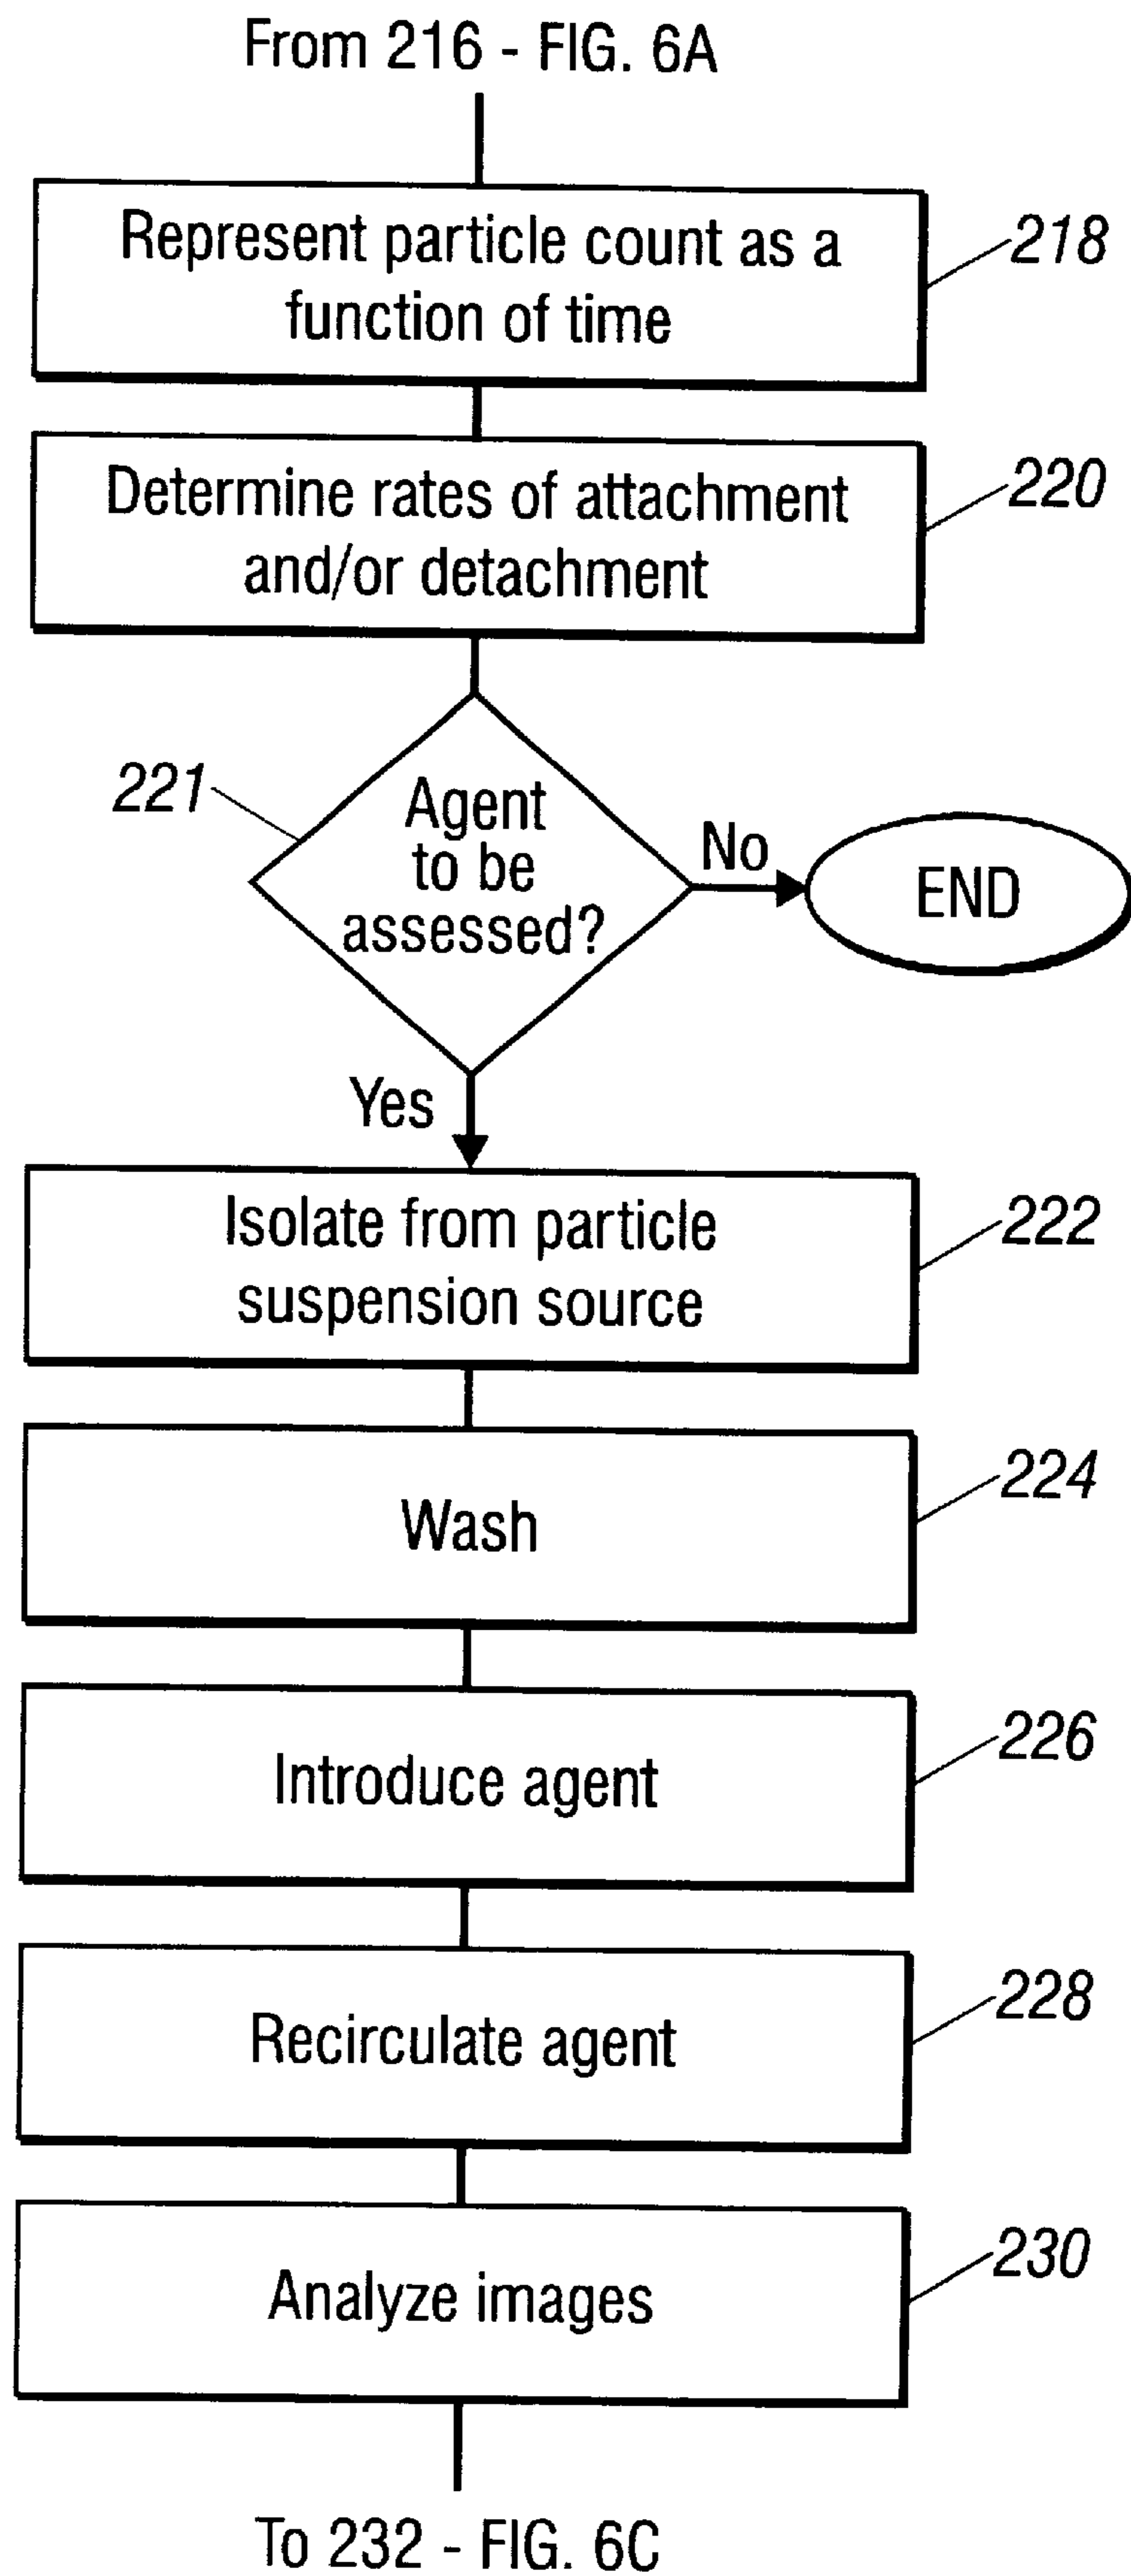 From 216 - FIG. 6A
Represent particle count as a
function of time
218
Determine rates of attachment
and/or detachment
220
221
Agent
to be
assessed?
No
END
Yes
Isolate from particle
suspension source
222
Wash
224
Introduce agent
226
Recirculate agent
228
Analyze images
230
To 232 - FIG. 6C